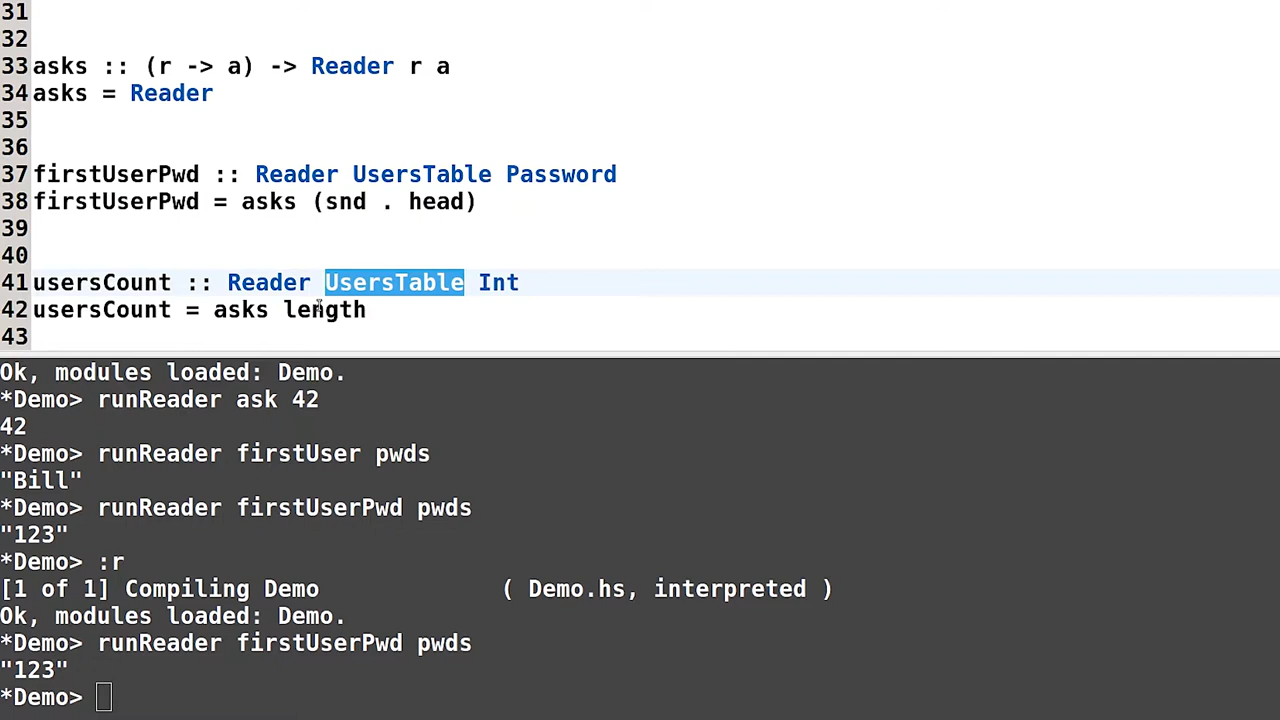 31
32
33 asks :: (r -> a) -> Reader r a
34 asks = Reader
35
36
37 firstUserPwd :: Reader UsersTable Password
38 firstUserPwd = asks (snd . head)
39
40
41 usersCount :: Reader UsersTable Int
42 usersCount = asks length
43
Ok, modules loaded: Demo.
*Demo> runReader ask 42
42
*Demo> runReader firstUser pwds
"Bill"
*Demo> runReader firstUserPwd pwds
"123"
*Demo> :r
[1 of 1] Compiling Demo             ( Demo.hs, interpreted )
Ok, modules loaded: Demo.
*Demo> runReader firstUserPwd pwds
"123"
*Demo>